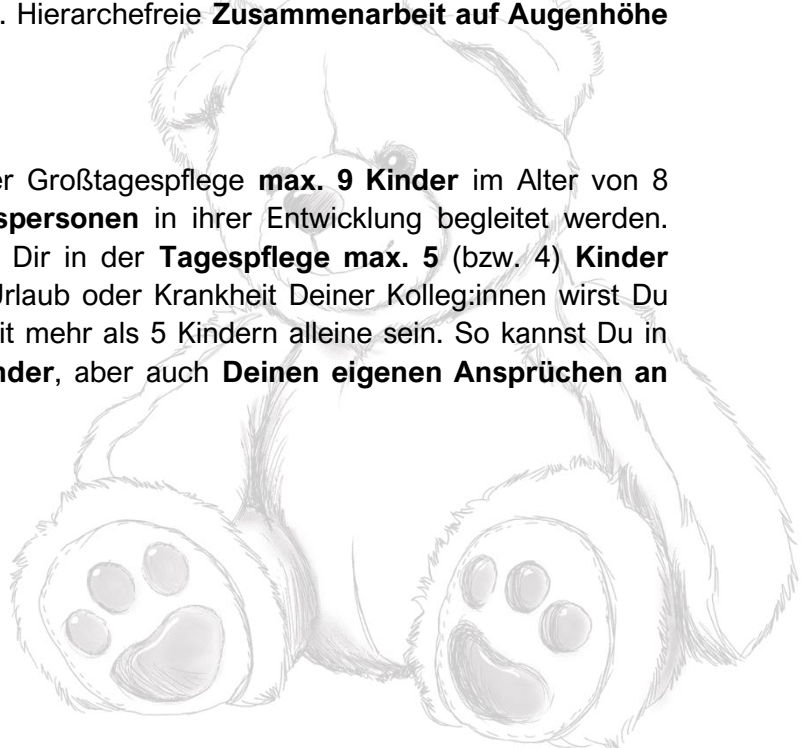 . Hierarchefreie Zusammenarbeit auf Augenhöhe
er Großtagespflege max. 9 Kinder im Alter von 8
spersonen in ihrer Entwicklung begleitet werden.
Dir in der Tagespflege max. 5 (bzw. 4) Kinder
Urlaub oder Krankheit Deiner Kolleg:innen wirst Du
it mehr als 5 Kindern alleine sein. So kannst Du in
nder, aber auch Deinen eigenen Ansprüchen an